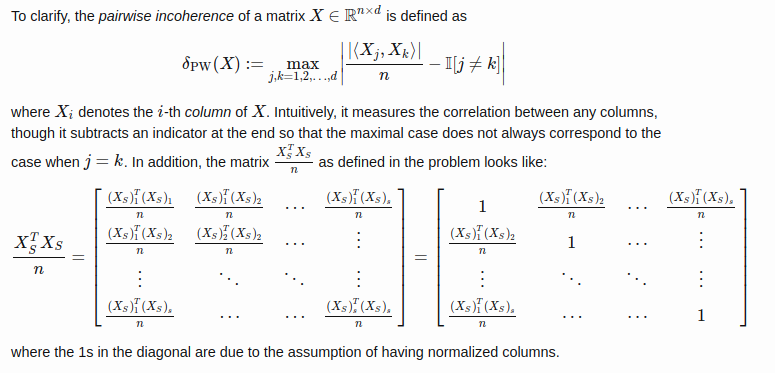 To clarify, the pairwise incoherence of a matrix $X \in \mathbb{R}^{n \times d}$ is defined as
$$\delta_{\text{PW}}(X) := \max_{j,k=1,2,\ldots,d} \left| \frac{|\langle X_j, X_k \rangle|}{n} - \mathbb{I}[j \neq k] \right|$$
where $X_i$ denotes the $i$-th column of $X$. Intuitively, it measures the correlation between any columns,
though it subtracts an indicator at the end so that the maximal case does not always correspond to the
case when $j = k$. In addition, the matrix $\frac{X_S^T X_S}{n}$ as defined in the problem looks like:
$$\frac{X_S^T X_S}{n} = \begin{bmatrix} \frac{(X_S)_1^T (X_S)_1}{n} & \frac{(X_S)_1^T (X_S)_2}{n} & \cdots & \frac{(X_S)_1^T (X_S)_s}{n} \\ \frac{(X_S)_1^T (X_S)_2}{n} & \frac{(X_S)_2^T (X_S)_2}{n} & \cdots & \vdots \\ \vdots & \ddots & \ddots & \vdots \\ \frac{(X_S)_1^T (X_S)_s}{n} & \cdots & \cdots & \frac{(X_S)_s^T (X_S)_s}{n} \end{bmatrix} = \begin{bmatrix} 1 & \frac{(X_S)_1^T (X_S)_2}{n} & \cdots & \frac{(X_S)_1^T (X_S)_s}{n} \\ \frac{(X_S)_1^T (X_S)_2}{n} & 1 & \cdots & \vdots \\ \vdots & \ddots & \ddots & \vdots \\ \frac{(X_S)_1^T (X_S)_s}{n} & \cdots & \cdots & 1 \end{bmatrix}$$
where the 1s in the diagonal are due to the assumption of having normalized columns.